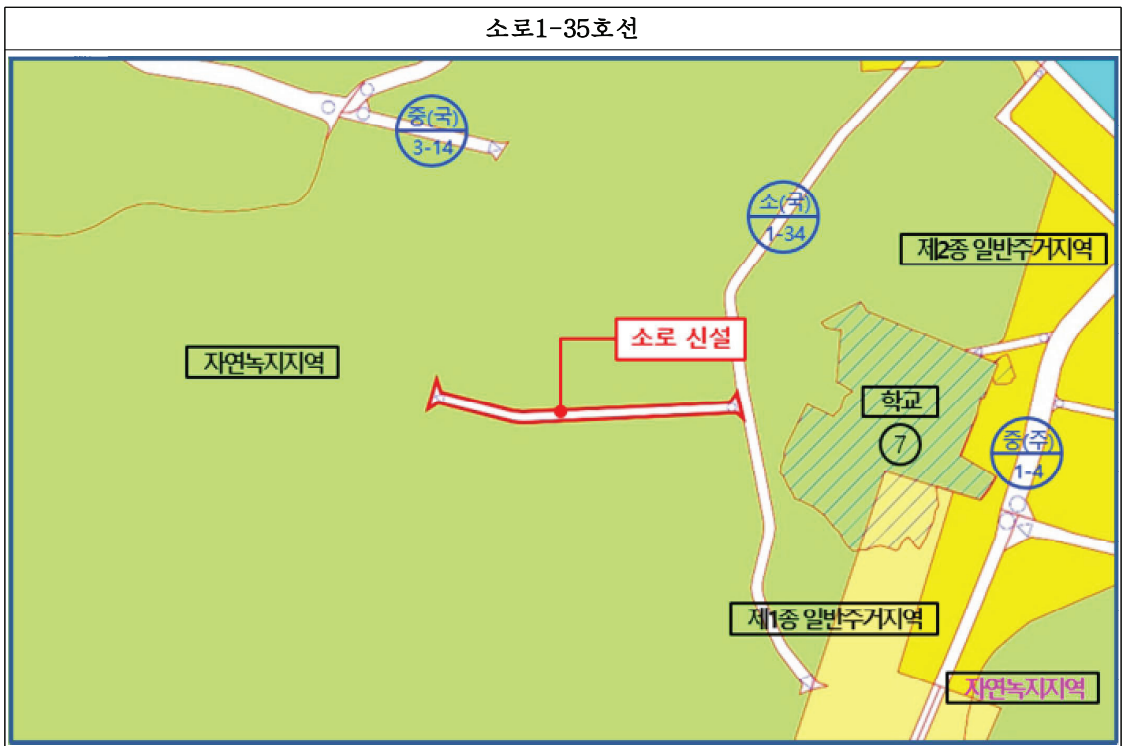 소로1-35호선
중(국)
3-14
소(국)
1-34
제2종 일반주거지역
소로 신설
자연녹지지역
학교
7
중(주)
1-4
제1종 일반주거지역
자연녹지지역